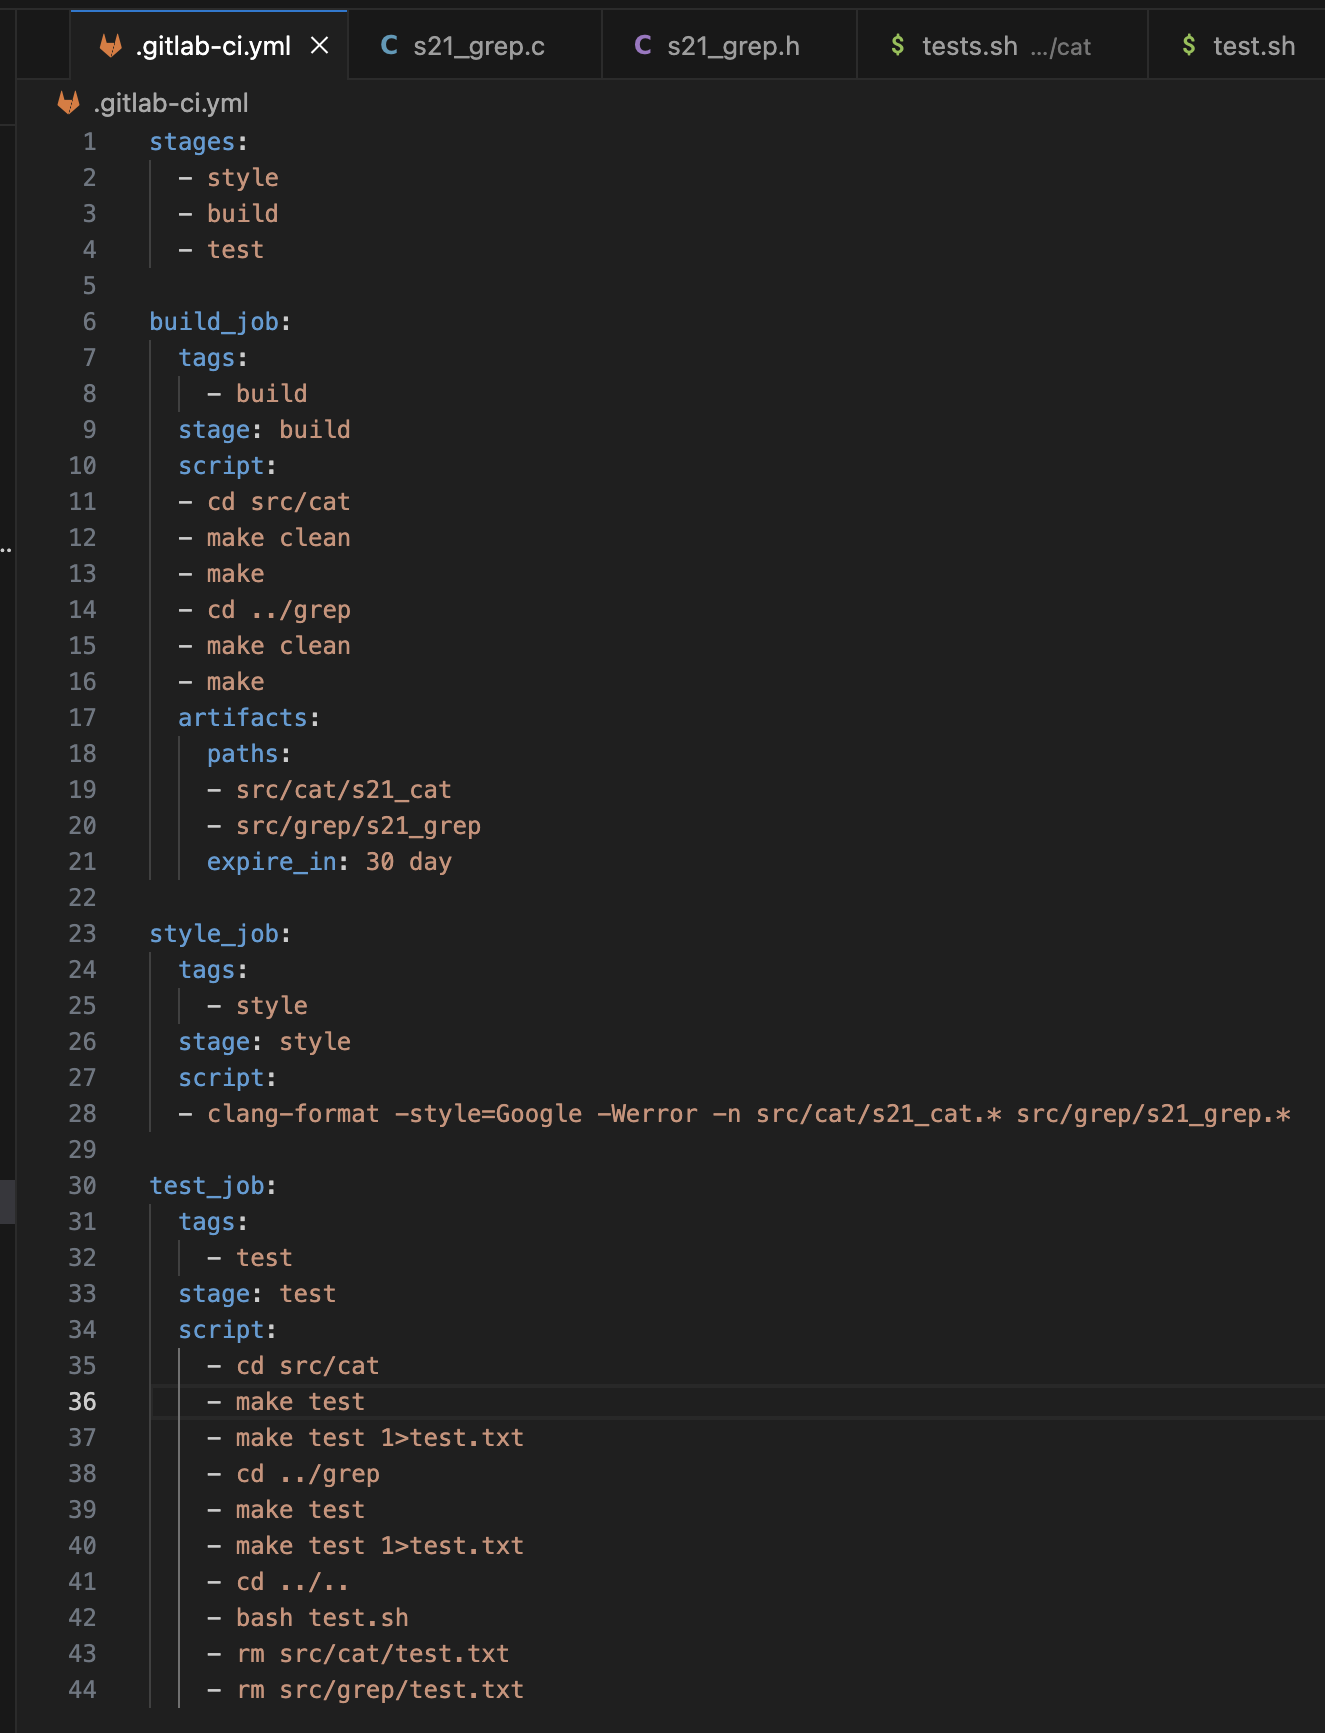 .gitlab-ci.yml × C s21_grep.c C s21_grep.h $ tests.sh .../cat $ test.sh
.gitlab-ci.yml
1 stages:
2 - style
3 - build
4 - test
5
6 build_job:
7 tags:
8 - build
9 stage: build
10 script:
11 - cd src/cat
12 - make clean
13 - make
14 - cd ../grep
15 - make clean
16 - make
17 artifacts:
18 paths:
19 - src/cat/s21_cat
20 - src/grep/s21_grep
21 expire_in: 30 day
22
23 style_job:
24 tags:
25 - style
26 stage: style
27 script:
28 - clang-format -style=Google -Werror -n src/cat/s21_cat.* src/grep/s21_grep.*
29
30 test_job:
31 tags:
32 - test
33 stage: test
34 script:
35 - cd src/cat
36 - make test
37 - make test 1>test.txt
38 - cd ../grep
39 - make test
40 - make test 1>test.txt
41 - cd ../..
42 - bash test.sh
43 - rm src/cat/test.txt
44 - rm src/grep/test.txt